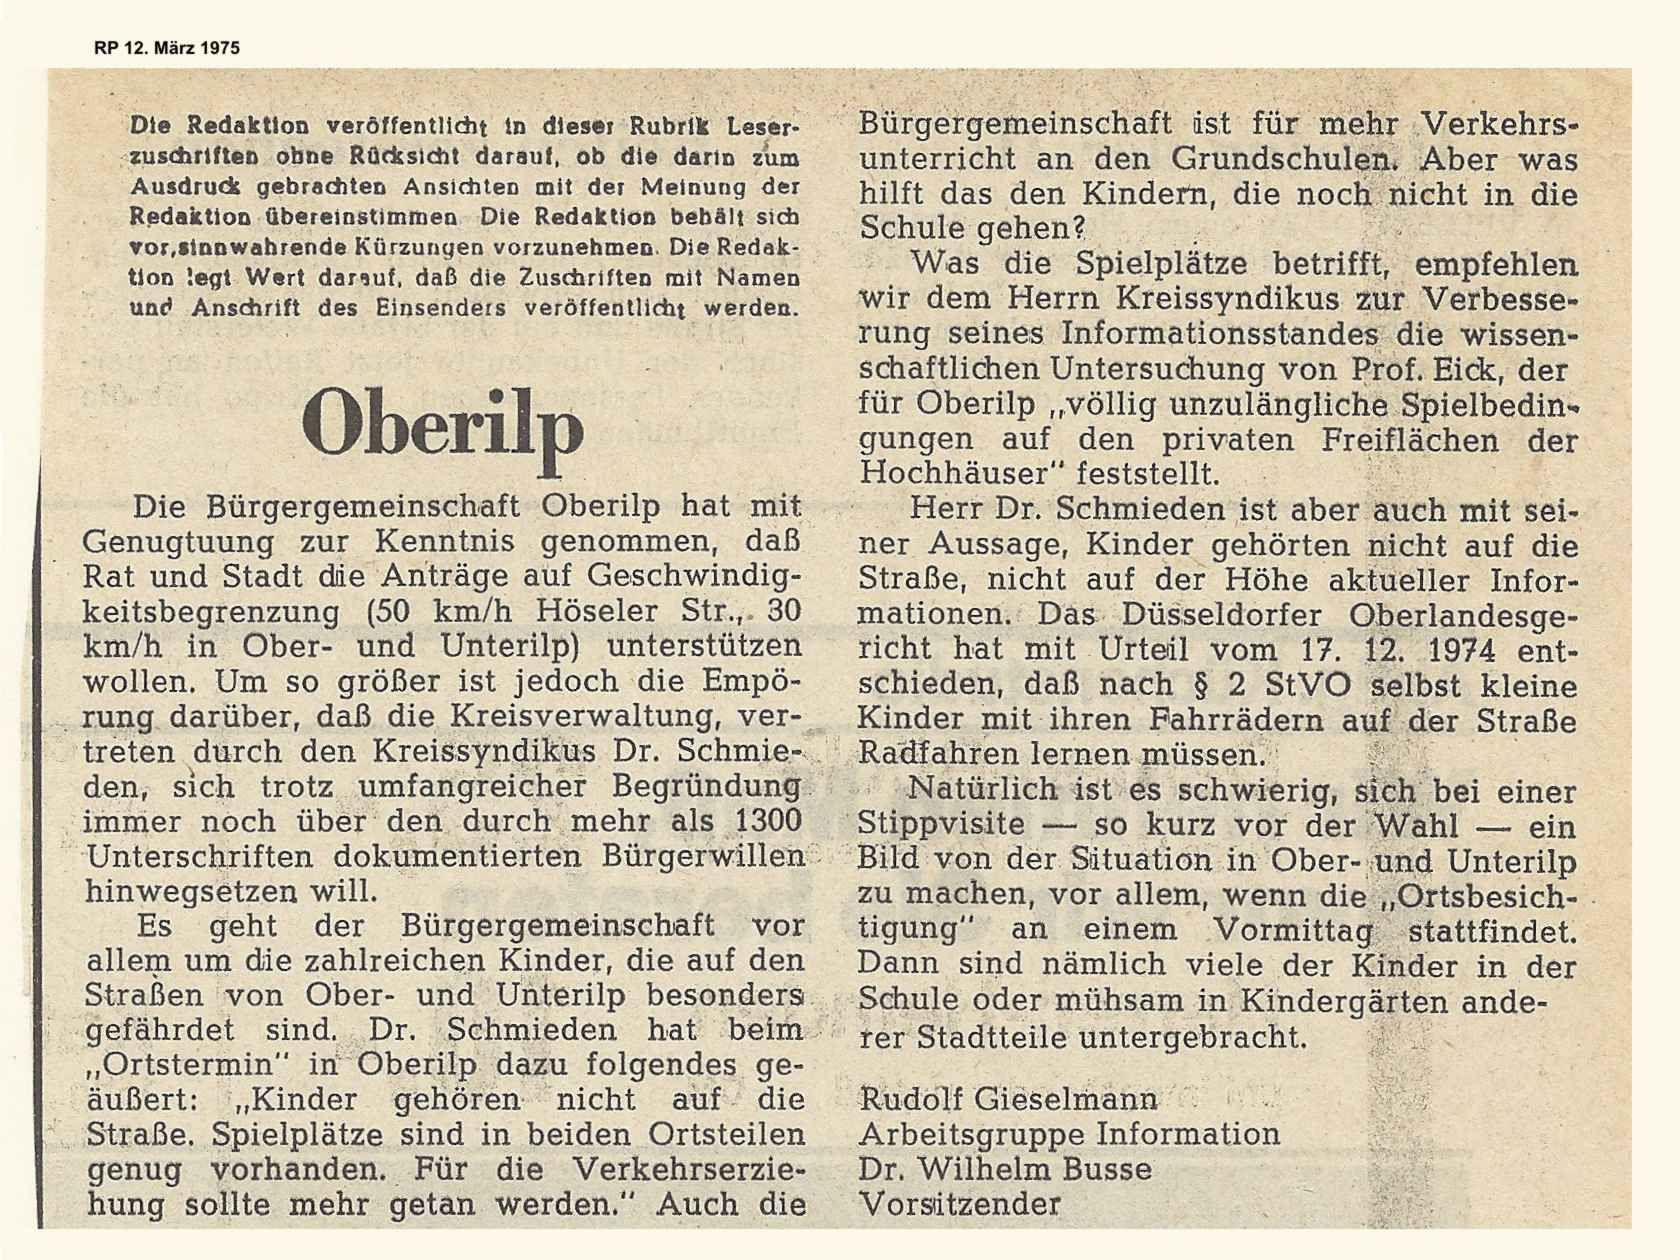 RP 12. März 1975
Die Redaktion veröffentlicht in dieser Rubrik Leser-
zuschriften ohne Rücksicht darauf, ob die darin zum
Ausdruck gebrachten Ansichten mit der Meinung der
Redaktion übereinstimmen Die Redaktion behält sich
vor, sinnwahrende Kürzungen vorzunehmen. Die Redak-
tion legt Wert darauf, daß die Zuschriften mit Namen
und Anschrift des Einsenders veröffentlicht werden.
Oberilp
Die Bürgergemeinschaft Oberilp hat mit
Genugtuung zur Kenntnis genommen, daß
Rat und Stadt die Anträge auf Geschwindig-
keitsbegrenzung (50 km/h Höseler Str., 30
km/h in Ober- und Unterilp) unterstützen
wollen. Um so größer ist jedoch die Empö-
rung darüber, daß die Kreisverwaltung, ver-
treten durch den Kreissyndikus Dr. Schmie-
den, sich trotz umfangreicher Begründung
immer noch über den durch mehr als 1300
Unterschriften dokumentierten Bürgerwillen
hinwegsetzen will.
Es geht der Bürgergemeinschaft vor
allem um die zahlreichen Kinder, die auf den
Straßen von Ober- und Unterilp besonders
gefährdet sind. Dr. Schmieden hat beim
„Ortstermin" in Oberilp dazu folgendes ge-
äußert: „Kinder gehören nicht auf die
Straße. Spielplätze sind in beiden Ortsteilen
genug vorhanden. Für die Verkehrserzie-
hung sollte mehr getan werden." Auch die
Bürgergemeinschaft ist für mehr Verkehrs-
unterricht an den Grundschulen. Aber was
hilft das den Kindern, die noch nicht in die
Schule gehen?
Was die Spielplätze betrifft, empfehlen
wir dem Herrn Kreissyndikus zur Verbesse-
rung seines Informationsstandes die wissen-
schaftlichen Untersuchung von Prof. Eick, der
für Oberilp „völlig unzulängliche Spielbedin-
gungen auf den privaten Freiflächen der
Hochhäuser" feststellt.
Herr Dr. Schmieden ist aber auch mit sei-
ner Aussage, Kinder gehörten nicht auf die
Straße, nicht auf der Höhe aktueller Infor-
mationen. Das Düsseldorfer Oberlandesge-
richt hat mit Urteil vom 17. 12. 1974 ent-
schieden, daß nach § 2 StVO selbst kleine
Kinder mit ihren Fahrrädern auf der Straße
Radfahren lernen müssen.
Natürlich ist es schwierig, sich bei einer
Stippvisite — so kurz vor der Wahl — ein
Bild von der Situation in Ober- und Unterilp
zu machen, vor allem, wenn die „Ortsbesich-
tigung" an einem Vormittag stattfindet.
Dann sind nämlich viele der Kinder in der
Schule oder mühsam in Kindergärten ande-
rer Stadtteile untergebracht.
Rudolf Gieselmann
Arbeitsgruppe Information
Dr. Wilhelm Busse
Vorsitzender